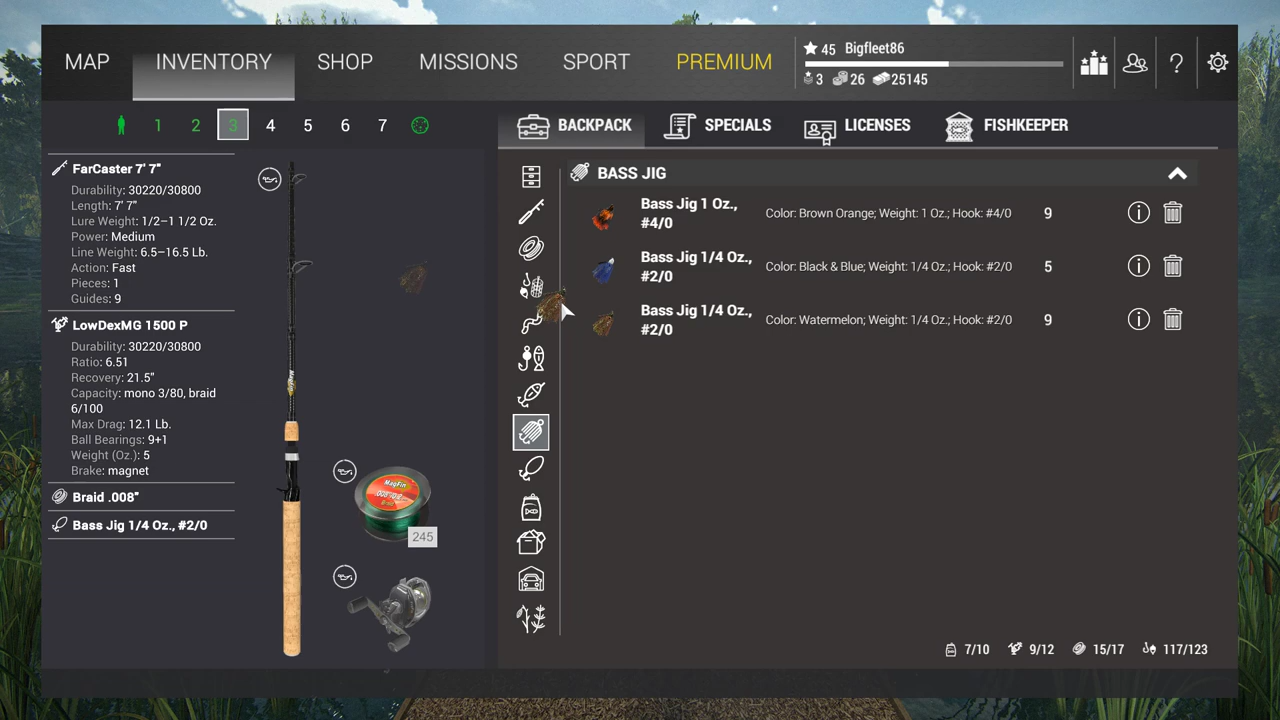 MAP INVENTORY SHOP MISSIONS SPORT PREMIUM
45 Bigfleet86
3 26 25145
1 2 3 4 5 6 7
BACKPACK SPECIALS LICENSES FISHKEEPER
FarCaster 7' 7"
Durability: 30220/30800
Length: 7' 7"
Lure Weight: 1/2–1 1/2 Oz.
Power: Medium
Line Weight: 6.5–16.5 Lb.
Action: Fast
Pieces: 1
Guides: 9
LowDexMG 1500 P
Durability: 30220/30800
Ratio: 6.51
Recovery: 21.5"
Capacity: mono 3/80, braid
6/100
Max Drag: 12.1 Lb.
Ball Bearings: 9+1
Weight (Oz.): 5
Brake: magnet
Braid .008"
Bass Jig 1/4 Oz., #2/0
MagFin
245
BASS JIG
Bass Jig 1 Oz.,
#4/0
Color: Brown Orange; Weight: 1 Oz.; Hook: #4/0 9
Bass Jig 1/4 Oz.,
#2/0
Color: Black & Blue; Weight: 1/4 Oz.; Hook: #2/0 5
Bass Jig 1/4 Oz.,
#2/0
Color: Watermelon; Weight: 1/4 Oz.; Hook: #2/0 9
7/10 9/12 15/17 117/123